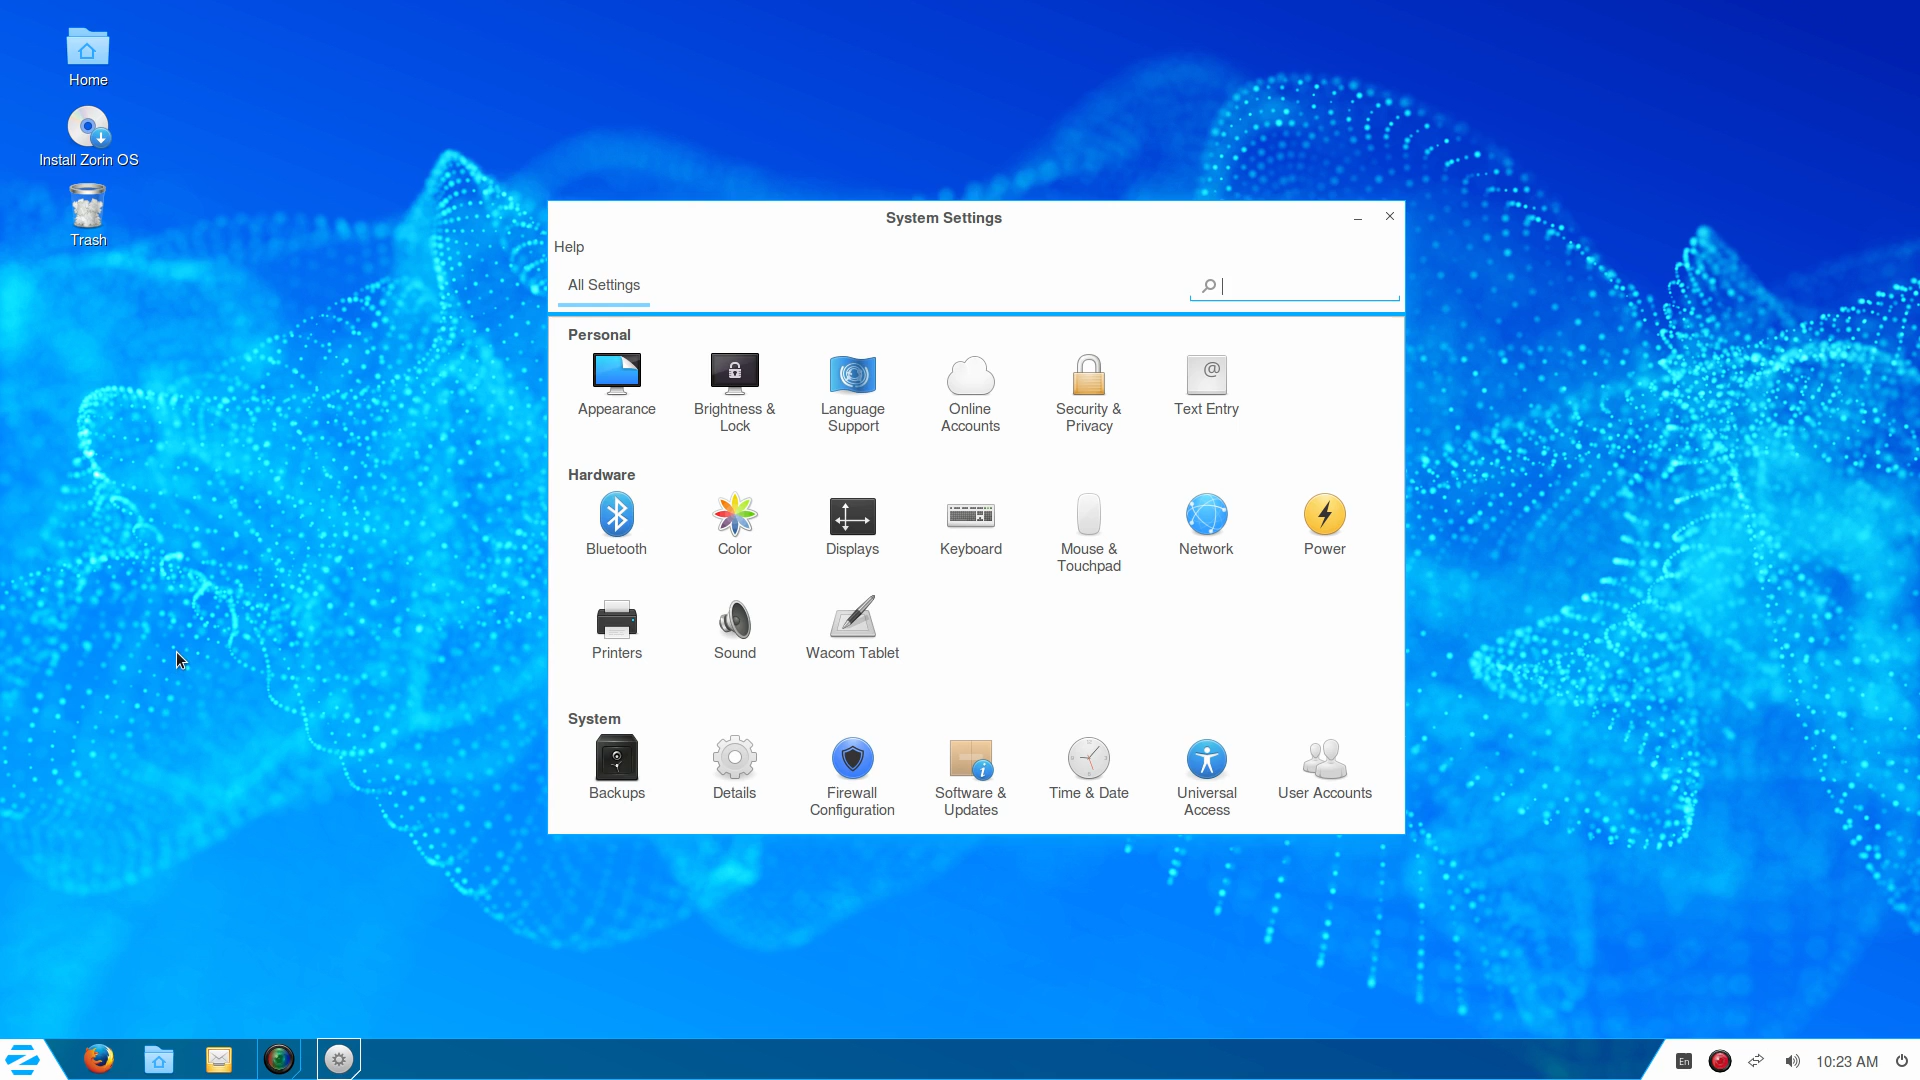 Home
Install Zorin OS
Trash
System Settings
Help
All Settings
Personal
Appearance
Brightness &
Lock
Language
Support
Online
Accounts
Security &
Privacy
@
Text Entry
Hardware
Bluetooth
Color
Displays
Keyboard
Mouse &
Touchpad
Network
Power
Printers
Sound
Wacom Tablet
System
Backups
Details
Firewall
Configuration
i
Software &
Updates
Time & Date
Universal
Access
User Accounts
En
10:23 AM